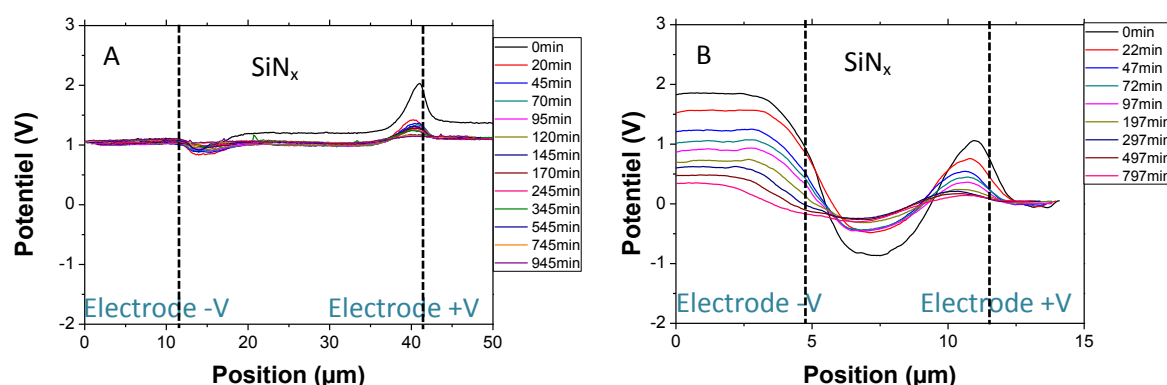 A
SiNx
Potentiel (V)
3
2
1
0
-1
-2
Electrode -V
Electrode +V
0 10 20 30 40 50
Position (µm)
0min
20min
45min
70min
95min
120min
145min
170min
245min
345min
545min
745min
945min
B
SiNx
Potentiel (V)
3
2
1
0
-1
-2
Electrode -V
Electrode +V
0 5 10 15
Position (µm)
0min
22min
47min
72min
97min
197min
297min
497min
797min